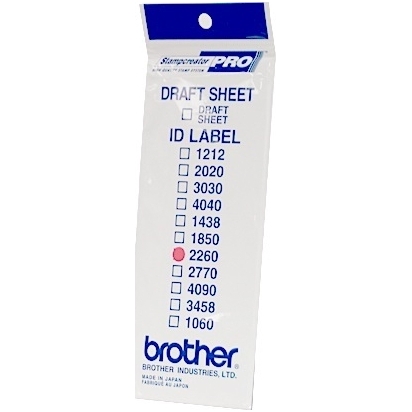 Stampcreator PRO
DRAFT SHEET
DRAFT
SHEET
ID LABEL
1212
2020
3030
4040
1438
1850
2260
2770
4090
3458
1060
brother®
BROTHER INDUSTRIES, LTD.
MADE IN JAPAN
FABRIQUÉ AU JAPON